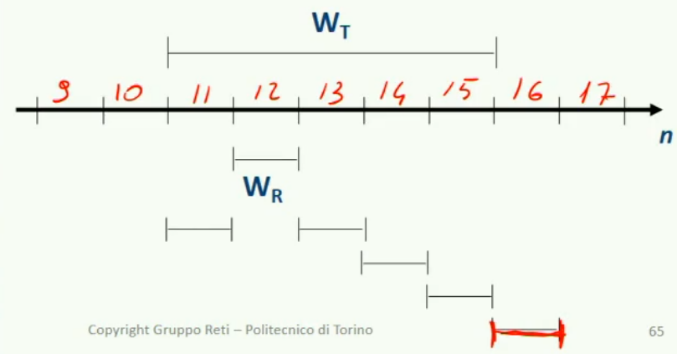 W_T
9 10 11 12 13 14 15 16 17
n
W_R
Copyright Gruppo Reti – Politecnico di Torino
65